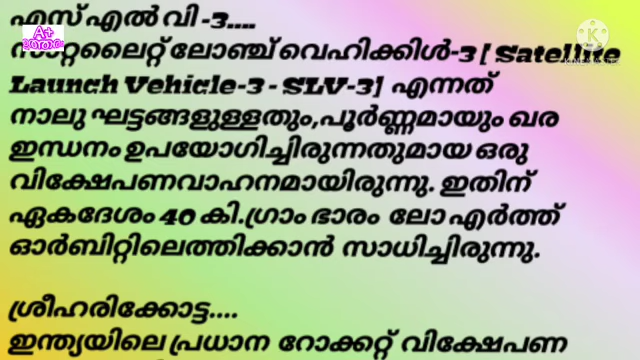 എസ് എൽ വി -3....
സാറ്റലൈറ്റ് ലോഞ്ച് വെഹിക്കിൾ-3 [ Satellite
Launch Vehicle-3 - SLV-3] എന്നത്
നാലു ഘട്ടങ്ങളുള്ളതും,പൂർണ്ണമായും ഖര
ഇന്ധനം ഉപയോഗിച്ചിരുന്നതുമായ ഒരു
വിക്ഷേപണവാഹനമായിരുന്നു. ഇതിന്
ഏകദേശം 40 കി.ഗ്രാം ഭാരം ലോ എർത്ത്
ഓർബിറ്റിലെത്തിക്കാൻ സാധിച്ചിരുന്നു.
ശ്രീഹരിക്കോട്ട....
ഇന്ത്യയിലെ പ്രധാന റോക്കറ്റ് വിക്ഷേപണ
A+